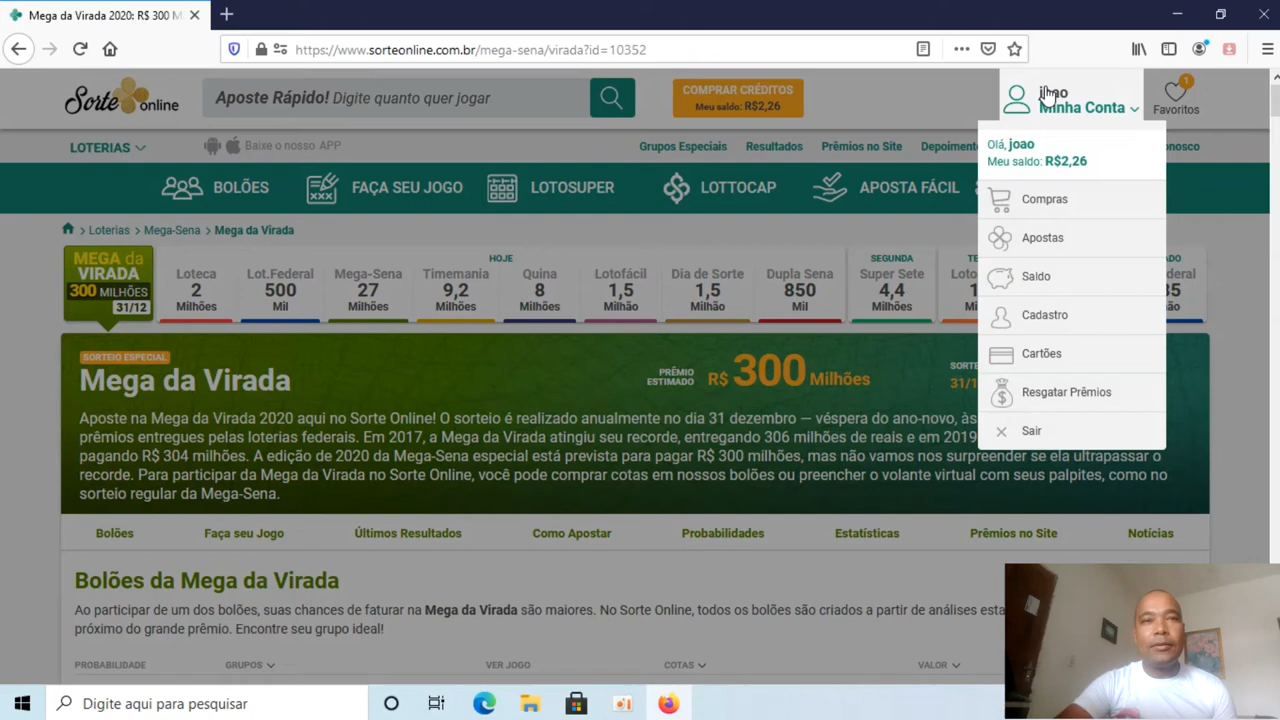 Mega da Virada 2020: R$ 300 M
https://www.sorteonline.com.br/mega-sena/virada?id=10352
Sorte online
Aposte Rápido! Digite quanto quer jogar
COMPRAR CRÉDITOS
Meu saldo: R$2,26
Minha Conta
1
Favoritos
LOTERIAS
Baixe o nosso APP
Grupos Especiais
Resultados
Prêmios no Site
Olá, joao
Meu saldo: R$2,26
Compras
Apostas
Saldo
Cadastro
Cartões
Resgatar Prêmios
Sair
BOLÕES
FAÇA SEU JOGO
LOTOSUPER
LOTTOCAP
APOSTA FÁCIL
> Loterias > Mega-Sena > Mega da Virada
MEGA da
VIRADA
300 MILHÕES
31/12
HOJE
Loteca
2
Milhões
Lot.Federal
500
Mil
Mega-Sena
27
Milhões
Timemania
9,2
Milhões
Quina
8
Milhões
Lotofácil
1,5
Milhão
Dia de Sorte
1,5
Milhão
Dupla Sena
850
Mil
SEGUNDA
Super Sete
4,4
Milhões
SORTEIO ESPECIAL
Mega da Virada
PRÊMIO
ESTIMADO
R$ 300 Milhões
Aposte na Mega da Virada 2020 aqui no Sorte Online! O sorteio é realizado anualmente no dia 31 dezembro — véspera do ano-novo, às
prêmios entregues pelas loterias federais. Em 2017, a Mega da Virada atingiu seu recorde, entregando 306 milhões de reais e em 2019
pagando R$ 304 milhões. A edição de 2020 da Mega-Sena especial está prevista para pagar R$ 300 milhões, mas não vamos nos surpreender se ela ultrapassar o
recorde. Para participar da Mega da Virada no Sorte Online, você pode comprar cotas em nossos bolões ou preencher o volante virtual com seus palpites, como no
sorteio regular da Mega-Sena.
Bolões
Faça seu Jogo
Últimos Resultados
Como Apostar
Probabilidades
Estatísticas
Prêmios no Site
Notícias
Bolões da Mega da Virada
Ao participar de um dos bolões, suas chances de faturar na Mega da Virada são maiores. No Sorte Online, todos os bolões são criados a partir de análises
próximo do grande prêmio. Encontre seu grupo ideal!
PROBABILIDADE
GRUPOS
VER JOGO
COTAS
VALOR
Digite aqui para pesquisar